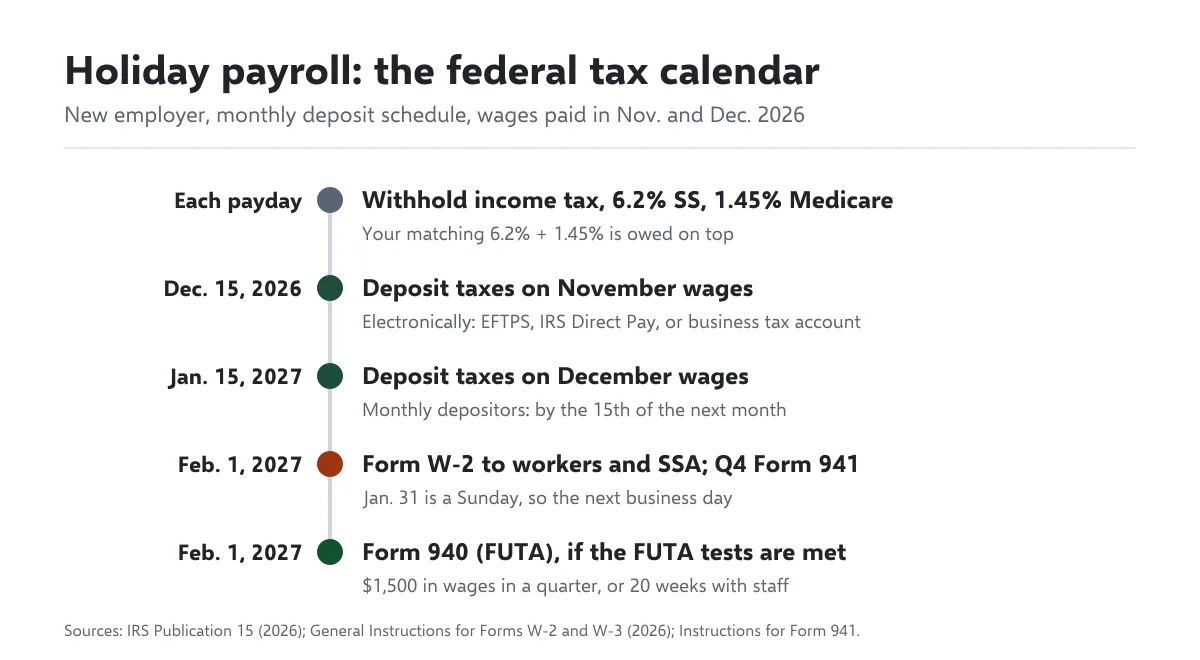 Holiday payroll: the federal tax calendar
New employer, monthly deposit schedule, wages paid in Nov. and Dec. 2026
Each payday
Withhold income tax, 6.2% SS, 1.45% Medicare
Your matching 6.2% + 1.45% is owed on top
Dec. 15, 2026
Deposit taxes on November wages
Electronically: EFTPS, IRS Direct Pay, or business tax account
Jan. 15, 2027
Deposit taxes on December wages
Monthly depositors: by the 15th of the next month
Feb. 1, 2027
Form W-2 to workers and SSA; Q4 Form 941
Jan. 31 is a Sunday, so the next business day
Feb. 1, 2027
Form 940 (FUTA), if the FUTA tests are met
$1,500 in wages in a quarter, or 20 weeks with staff
Sources: IRS Publication 15 (2026); General Instructions for Forms W-2 and W-3 (2026); Instructions for Form 941.